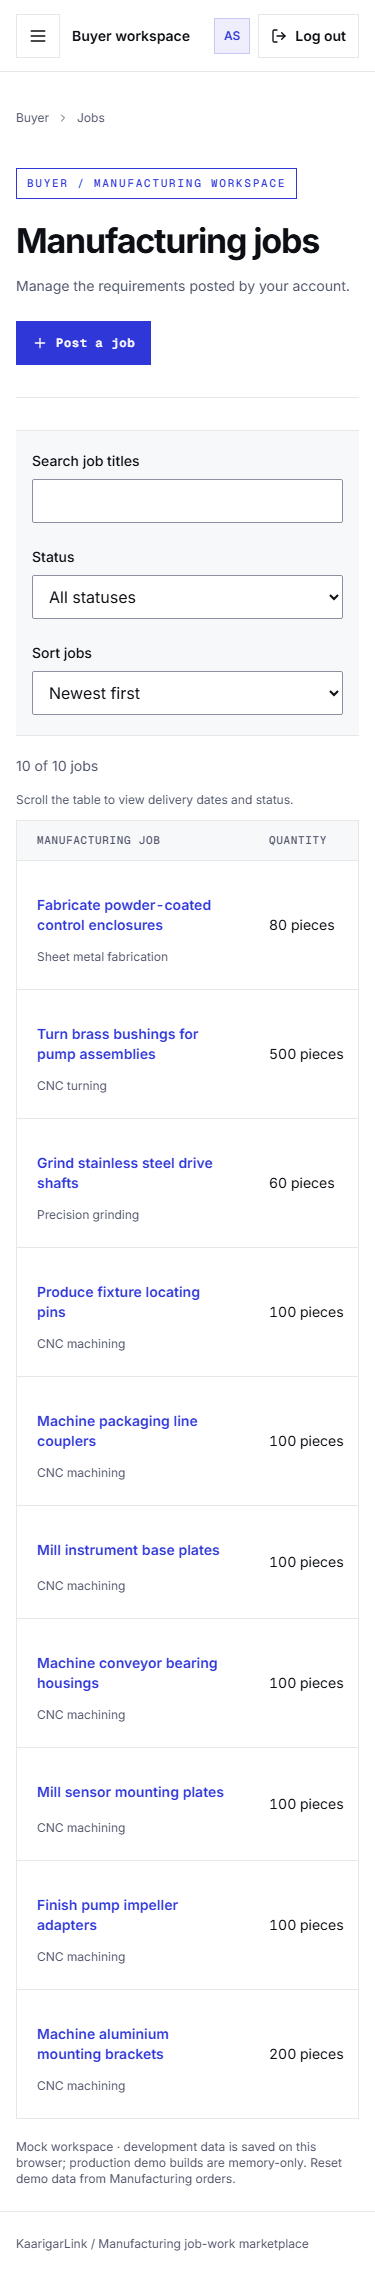 Buyer workspace
AS
Log out
Buyer > Jobs
BUYER / MANUFACTURING WORKSPACE
Manufacturing jobs
Manage the requirements posted by your account.
+ Post a job
Search job titles
Status
All statuses
Sort jobs
Newest first
10 of 10 jobs
Scroll the table to view delivery dates and status.
MANUFACTURING JOB QUANTITY
Fabricate powder-coated
control enclosures
80 pieces
Sheet metal fabrication
Turn brass bushings for
pump assemblies
500 pieces
CNC turning
Grind stainless steel drive
shafts
60 pieces
Precision grinding
Produce fixture locating
pins
100 pieces
CNC machining
Machine packaging line
couplers
100 pieces
CNC machining
Mill instrument base plates
100 pieces
CNC machining
Machine conveyor bearing
housings
100 pieces
CNC machining
Mill sensor mounting plates
100 pieces
CNC machining
Finish pump impeller
adapters
100 pieces
CNC machining
Machine aluminium
mounting brackets
200 pieces
CNC machining
Mock workspace · development data is saved on this
browser; production demo builds are memory-only. Reset
demo data from Manufacturing orders.
KaarigarLink / Manufacturing job-work marketplace